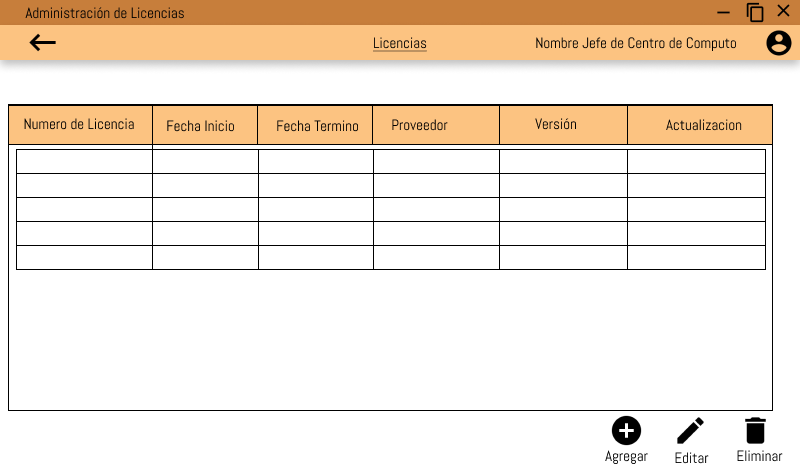 Administración de Licencias
Licencias
Nombre Jefe de Centro de Computo
Numero de Licencia
Fecha Inicio
Fecha Termino
Proveedor
Versión
Actualizacion
Agregar
Editar
Eliminar